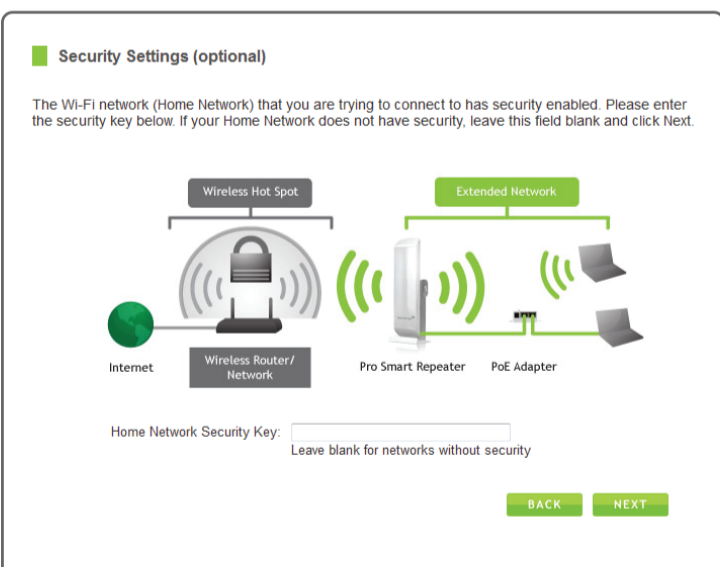 Security Settings (optional)
The Wi-Fi network (Home Network) that you are trying to connect to has security enabled. Please enter
the security key below. If your Home Network does not have security, leave this field blank and click Next.
Wireless Hot Spot
Extended Network
Internet
Wireless Router/
Network
Pro Smart Repeater
PoE Adapter
Home Network Security Key:
Leave blank for networks without security
BACK
NEXT